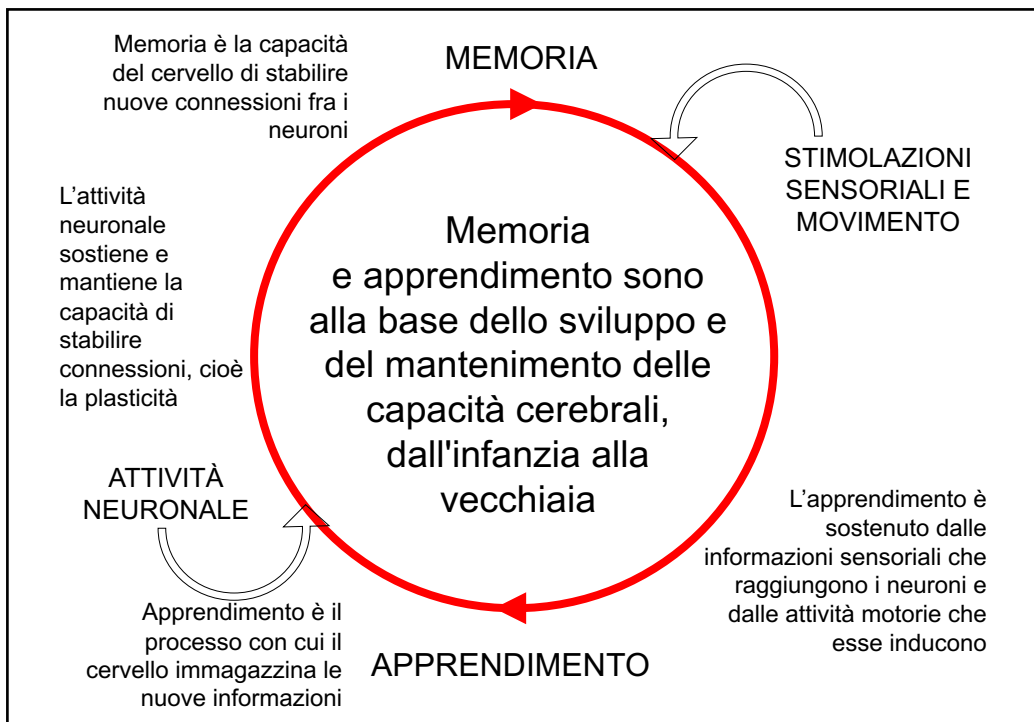 Memoria è la capacità
del cervello di stabilire
nuove connessioni fra i
neuroni
MEMORIA
STIMOLAZIONI
SENSORIALI E
MOVIMENTO
L'attività
neuronale
sostiene e
mantiene la
capacità di
stabilire
connessioni, cioè
la plasticità
Memoria
e apprendimento sono
alla base dello sviluppo e
del mantenimento delle
capacità cerebrali,
dall'infanzia alla
vecchiaia
ATTIVITÀ
NEURONALE
L'apprendimento è
sostenuto dalle
informazioni sensoriali che
raggiungono i neuroni e
dalle attività motorie che
esse inducono
Apprendimento è il
processo con cui il
cervello immagazzina le
nuove informazioni
APPRENDIMENTO